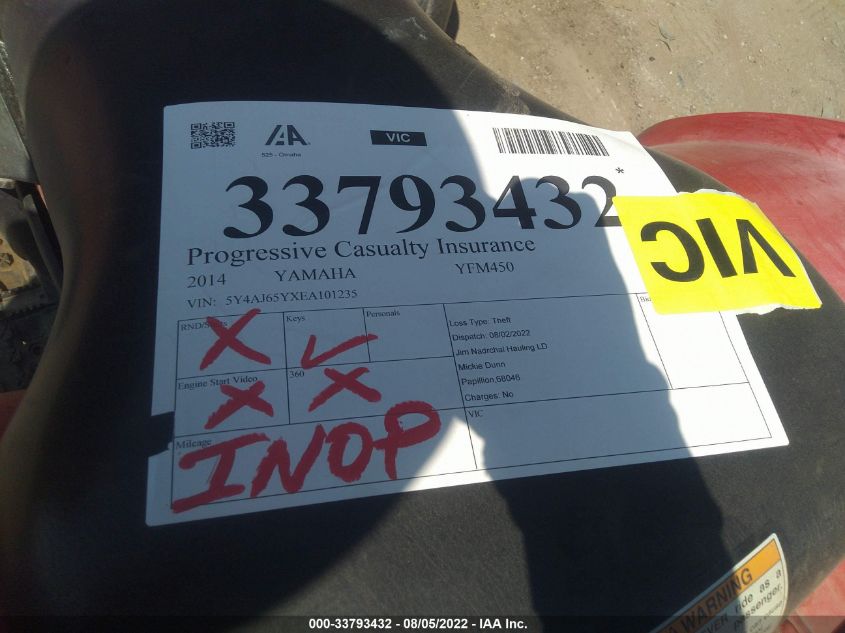 IAA
525 - Omaha
VIC
33793432*
Progressive Casualty Insurance
2014 YAMAHA YFM450
VIN: 5Y4AJ65YXEA101235
VIC
RND/S X
Keys ✓
Personals
Engine Start Video X
360 X
Mileage
INOP
Loss Type: Theft
Dispatch: 08/02/2022
Jim Nadrchal Hauling LD
Mickie Dunn
Papillion,68046
Charges: No
VIC
WARNING
ride as a
passenger.
000-33793432 - 08/05/2022 - IAA Inc.